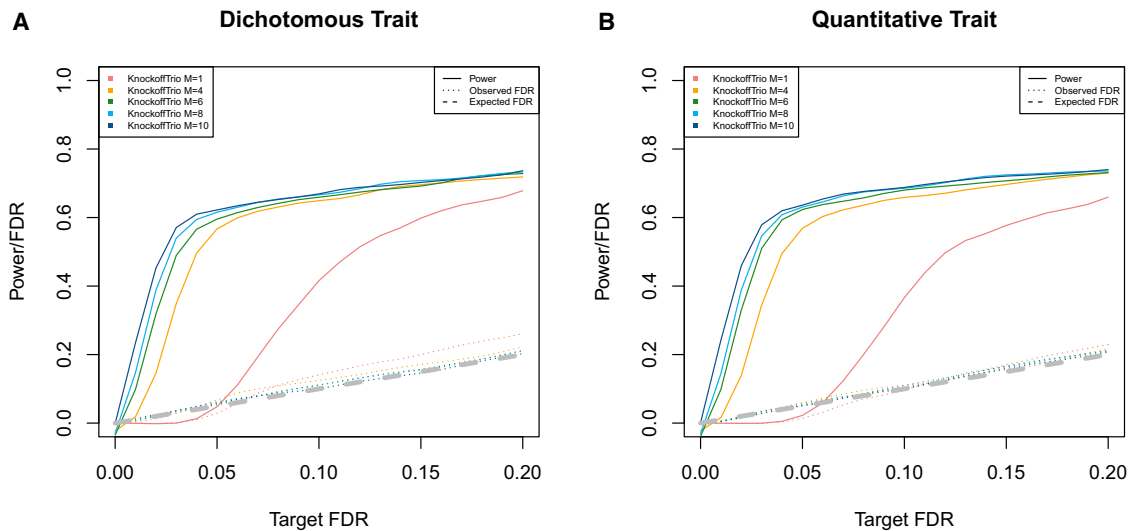 A
Dichotomous Trait
KnockoffTrio M=1
KnockoffTrio M=4
KnockoffTrio M=6
KnockoffTrio M=8
KnockoffTrio M=10
Power
Observed FDR
Expected FDR
Power/FDR
1.0
0.8
0.6
0.4
0.2
0.0
0.00 0.05 0.10 0.15 0.20
Target FDR
B
Quantitative Trait
KnockoffTrio M=1
KnockoffTrio M=4
KnockoffTrio M=6
KnockoffTrio M=8
KnockoffTrio M=10
Power
Observed FDR
Expected FDR
Power/FDR
1.0
0.8
0.6
0.4
0.2
0.0
0.00 0.05 0.10 0.15 0.20
Target FDR